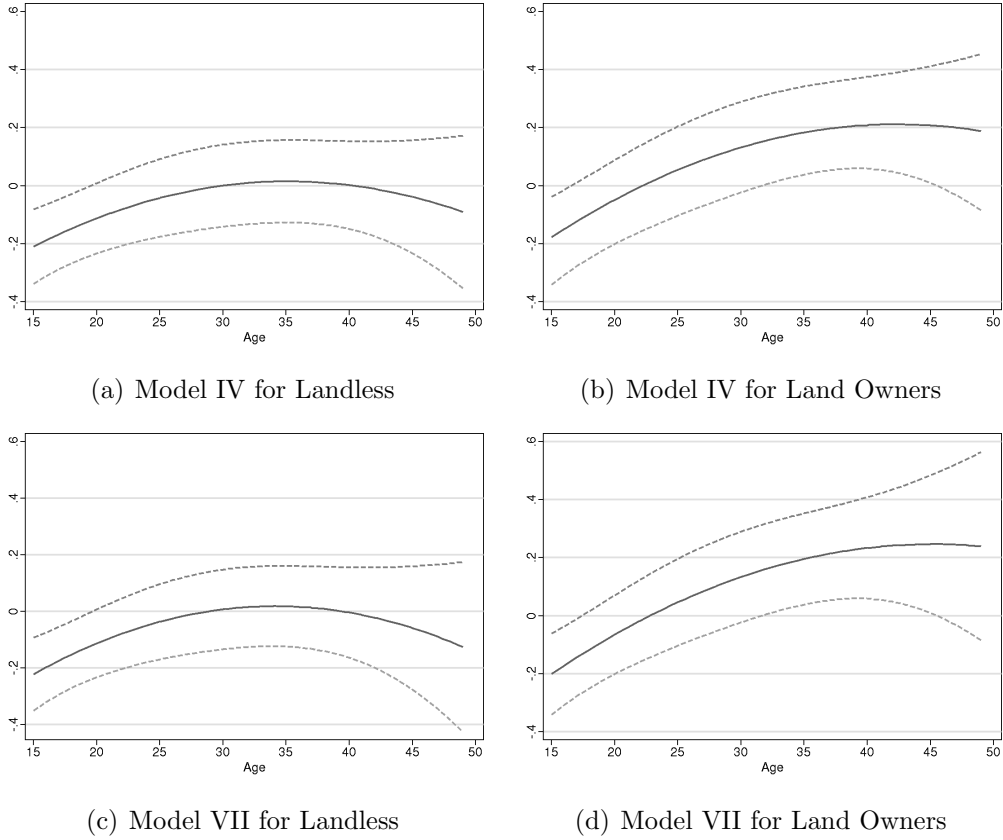 .6
.4
.2
0
-.2
-.4
15 20 25 30 35 40 45 50
Age
(a) Model IV for Landless
.6
.4
.2
0
-.2
-.4
15 20 25 30 35 40 45 50
Age
(b) Model IV for Land Owners
.6
.4
.2
0
-.2
-.4
15 20 25 30 35 40 45 50
Age
(c) Model VII for Landless
.6
.4
.2
0
-.2
-.4
15 20 25 30 35 40 45 50
Age
(d) Model VII for Land Owners